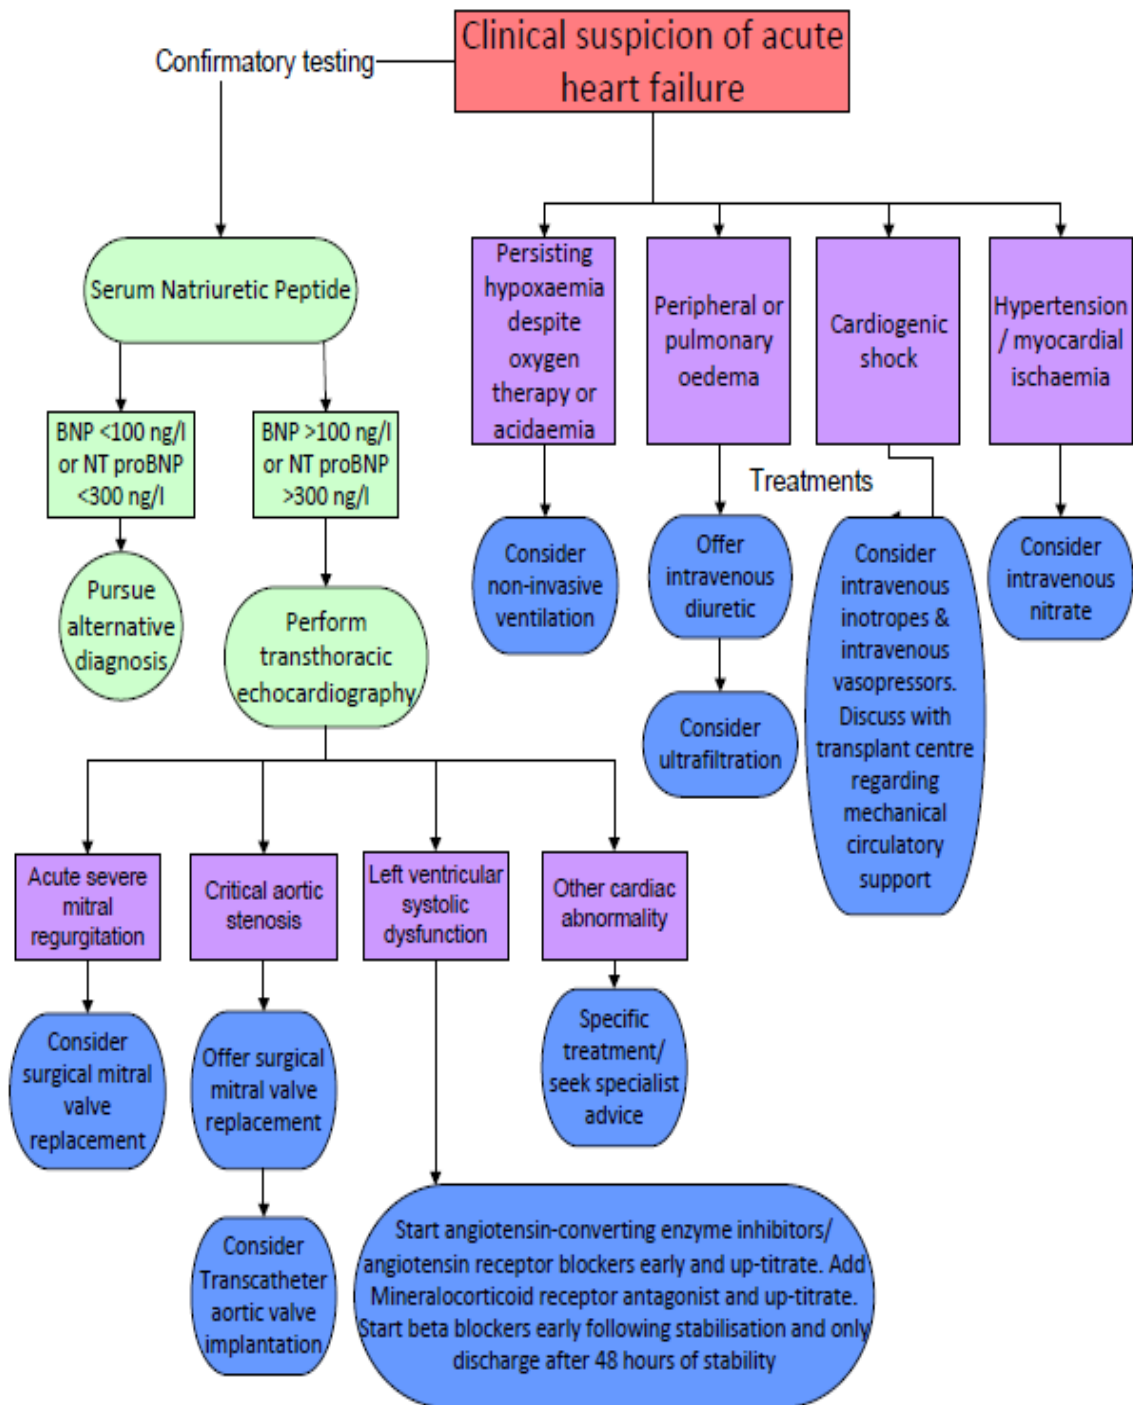 Clinical suspicion of acute
heart failure
Confirmatory testing
Serum Natriuretic Peptide
BNP <100 ng/l
or NT proBNP
<300 ng/l
BNP >100 ng/l
or NT proBNP
>300 ng/l
Pursue
alternative
diagnosis
Perform
transthoracic
echocardiography
Persisting
hypoxaemia
despite
oxygen
therapy or
acidaemia
Peripheral or
pulmonary
oedema
Cardiogenic
shock
Hypertension
/ myocardial
ischaemia
Treatments
Consider
non-invasive
ventilation
Offer
intravenous
diuretic
Consider
ultrafiltration
Consider
intravenous
inotropes &
intravenous
vasopressors.
Discuss with
transplant centre
regarding
mechanical
circulatory
support
Consider
intravenous
nitrate
Acute severe
mitral
regurgitation
Critical aortic
stenosis
Left ventricular
systolic
dysfunction
Other cardiac
abnormality
Consider
surgical mitral
valve
replacement
Offer surgical
mitral valve
replacement
Consider
Transcatheter
aortic valve
implantation
Specific
treatment/
seek specialist
advice
Start angiotensin-converting enzyme inhibitors/
angiotensin receptor blockers early and up-titrate. Add
Mineralocorticoid receptor antagonist and up-titrate.
Start beta blockers early following stabilisation and only
discharge after 48 hours of stability